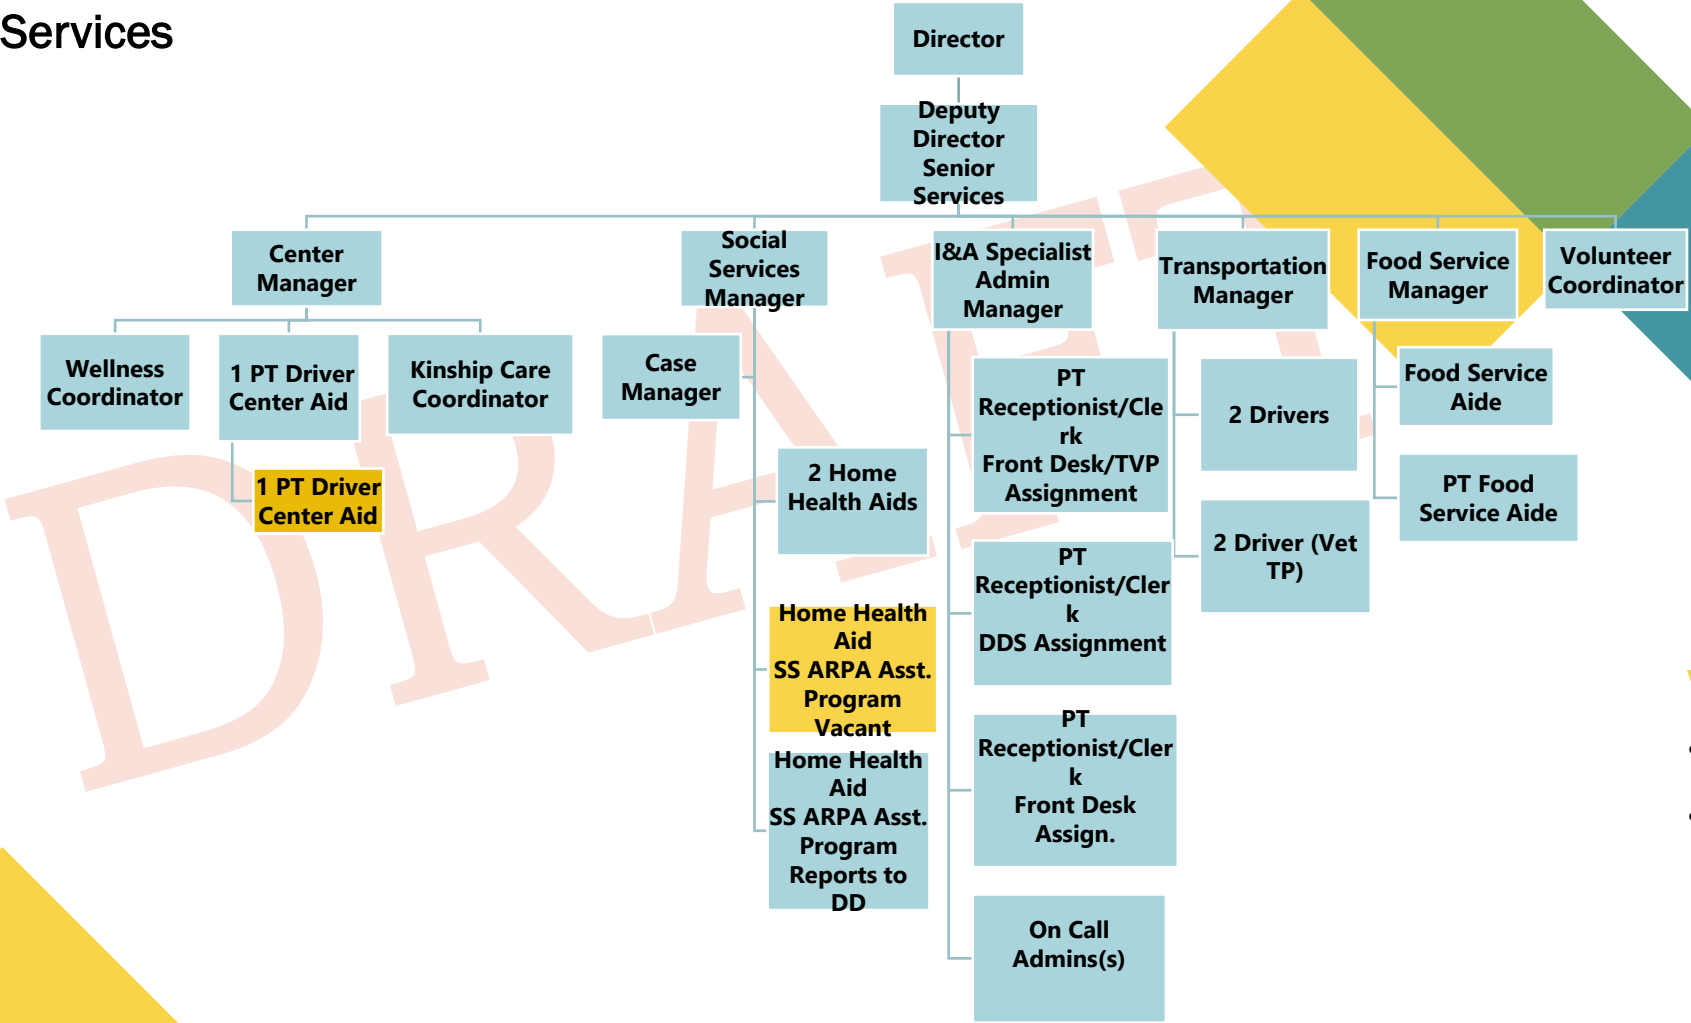 Services
Director
Deputy
Director
Senior
Services
Center
Manager
Social
Services
Manager
I&A Specialist
Admin
Manager
Transportation
Manager
Food Service
Manager
Volunteer
Coordinator
Wellness
Coordinator
1 PT Driver
Center Aid
Kinship Care
Coordinator
1 PT Driver
Center Aid
Case
Manager
2 Home
Health Aids
Home Health
Aid
SS ARPA Asst.
Program
Vacant
Home Health
Aid
SS ARPA Asst.
Program
Reports to
DD
PT
Receptionist/Cle
rk
Front Desk/TVP
Assignment
PT
Receptionist/Cler
k
DDS Assignment
PT
Receptionist/Cler
k
Front Desk
Assign.
On Call
Admins(s)
2 Drivers
2 Driver (Vet
TP)
Food Service
Aide
PT Food
Service Aide
DRAFT